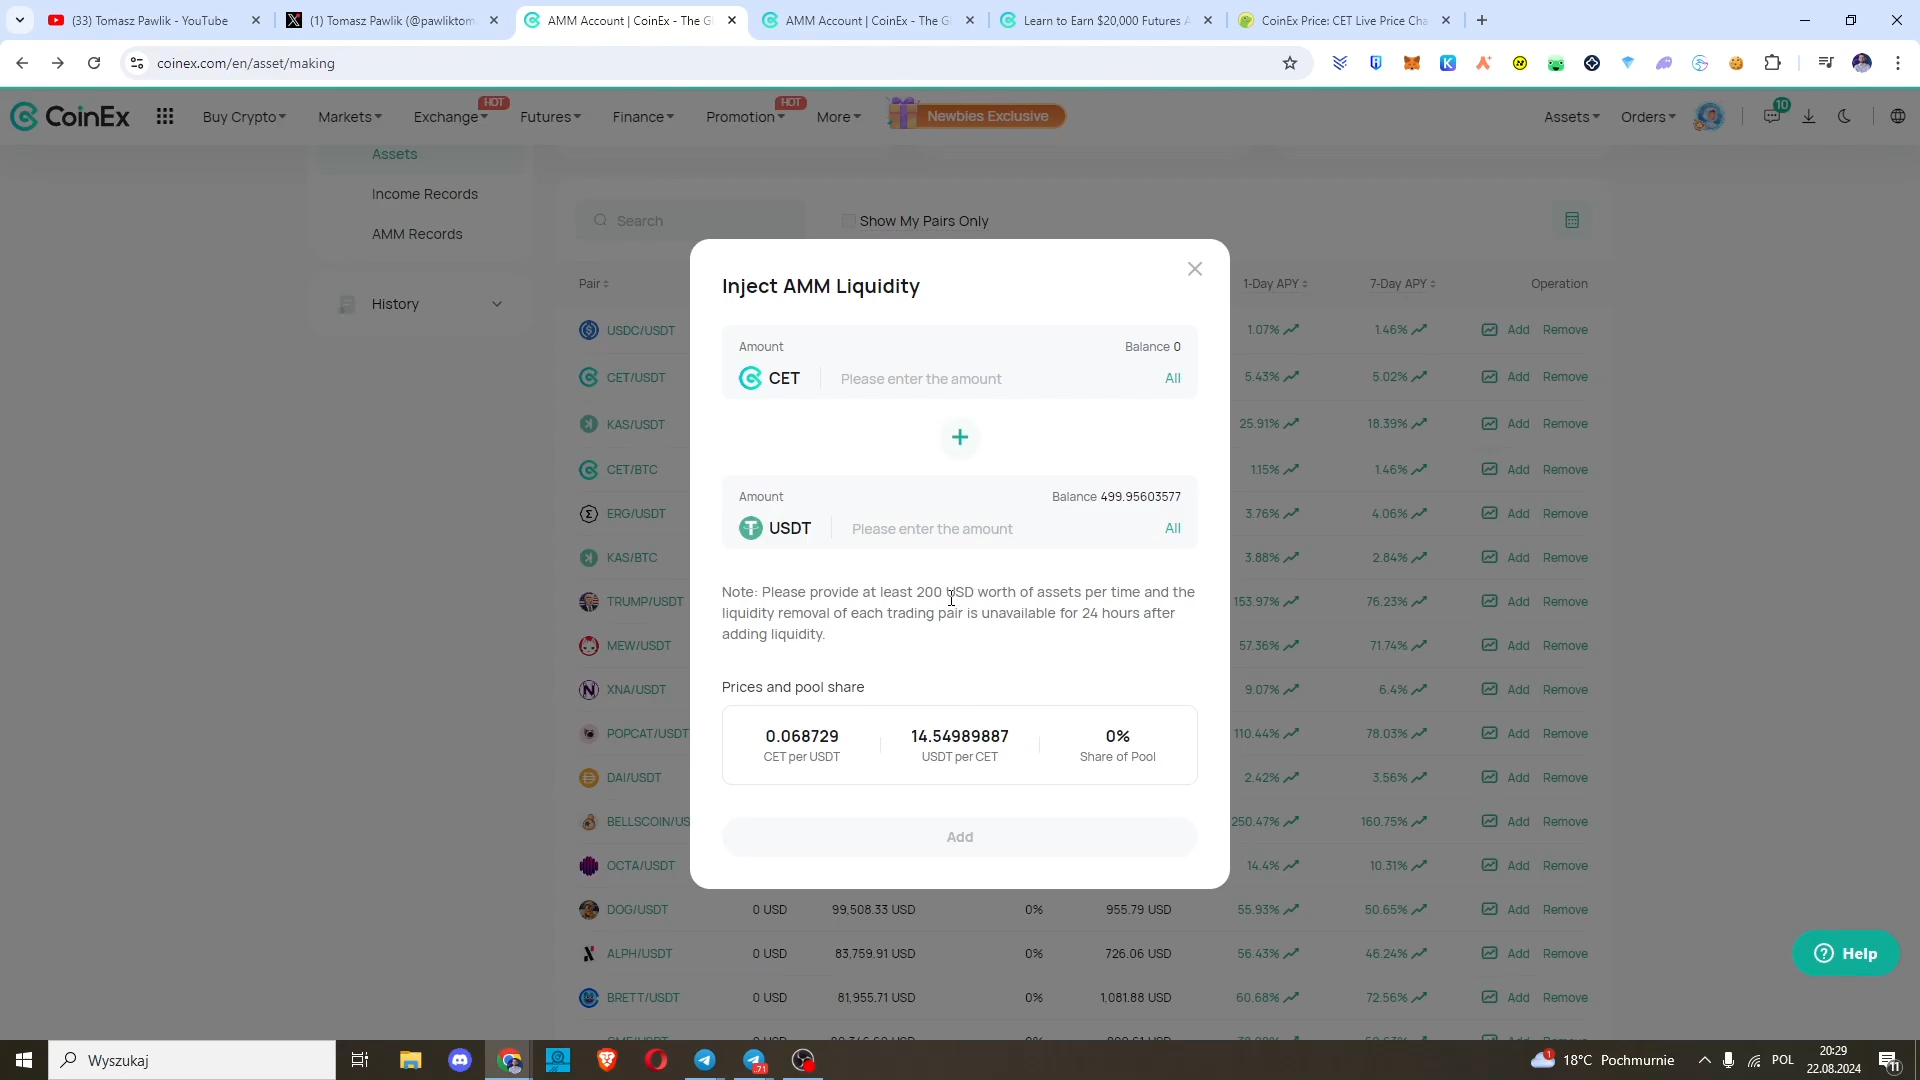 (33) Tomasz Pawlik - YouTube
(1) Tomasz Pawlik (@pawliktom
AMM Account | CoinEx - The Gl
AMM Account | CoinEx - The G
Learn to Earn $20,000 Futures A
CoinEx Price: CET Live Price Cha
coinex.com/en/asset/making
CoinEx
Buy Crypto
Markets
Exchange
HOT
Futures
Finance
Promotion
HOT
More
Newbies Exclusive
Assets
Orders
10
Assets
Income Records
AMM Records
History
Search
Show My Pairs Only
Pair
1-Day APY
7-Day APY
Operation
USDC/USDT 1.07% 1.46% Add Remove
CET/USDT 5.43% 5.02% Add Remove
KAS/USDT 25.91% 18.39% Add Remove
CET/BTC 1.15% 1.46% Add Remove
ERG/USDT 3.76% 4.06% Add Remove
KAS/BTC 3.88% 2.84% Add Remove
TRUMP/USDT 153.97% 76.23% Add Remove
MEW/USDT 57.36% 71.74% Add Remove
XNA/USDT 9.07% 6.4% Add Remove
POPCAT/USDT 110.44% 78.03% Add Remove
DAI/USDT 2.42% 3.56% Add Remove
BELLSCOIN/US 250.47% 160.75% Add Remove
OCTA/USDT 14.4% 10.31% Add Remove
DOG/USDT 0 USD 99,508.33 USD 0% 955.79 USD 55.93% 50.65% Add Remove
ALPH/USDT 0 USD 83,759.91 USD 0% 726.06 USD 56.43% 46.24% Add Remove
BRETT/USDT 0 USD 81,955.71 USD 0% 1,081.88 USD 60.68% 72.56% Add Remove
Inject AMM Liquidity
Amount
Balance 0
CET
Please enter the amount
All
Amount
Balance 499.95603577
USDT
Please enter the amount
All
Note: Please provide at least 200 USD worth of assets per time and the
liquidity removal of each trading pair is unavailable for 24 hours after
adding liquidity.
Prices and pool share
0.068729
CET per USDT
14.54989887
USDT per CET
0%
Share of Pool
Add
Help
Wyszukaj
71
1
18°C Pochmurnie
POL
20:29
22.08.2024
11